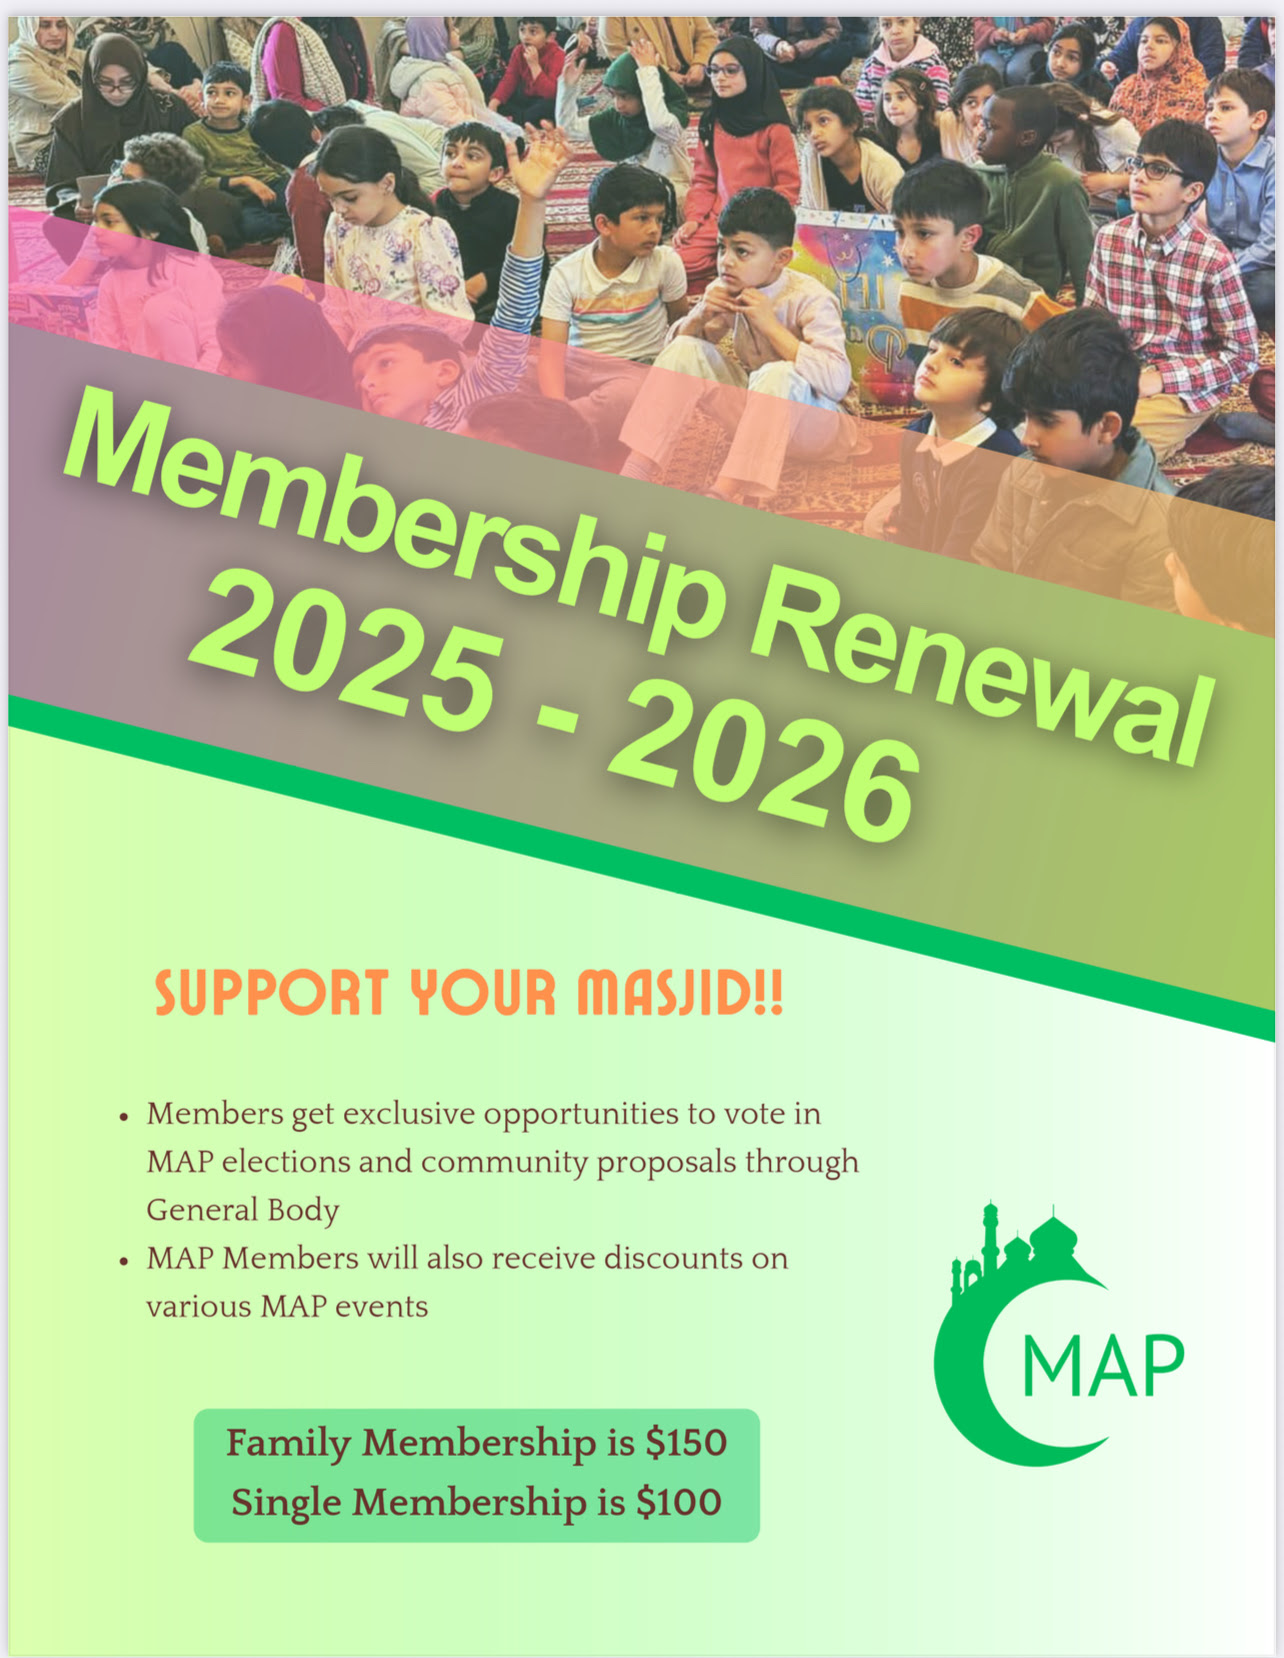 Membership Renewal
2025 - 2026
SUPPORT YOUR MASJID!!
• Members get exclusive opportunities to vote in
MAP elections and community proposals through
General Body
• MAP Members will also receive discounts on
various MAP events
MAP
Family Membership is $150
Single Membership is $100